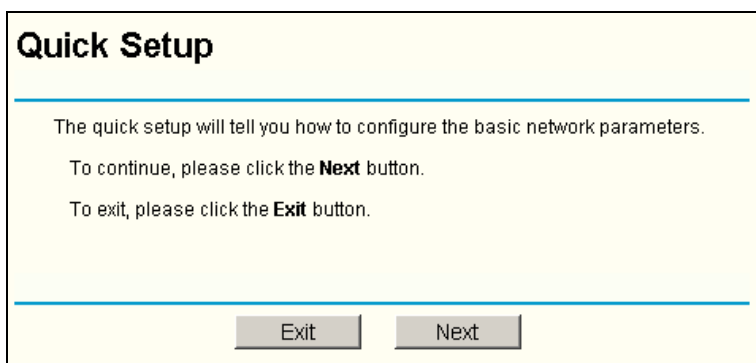 Quick Setup
The quick setup will tell you how to configure the basic network parameters.
To continue, please click the Next button.
To exit, please click the Exit button.
Exit Next